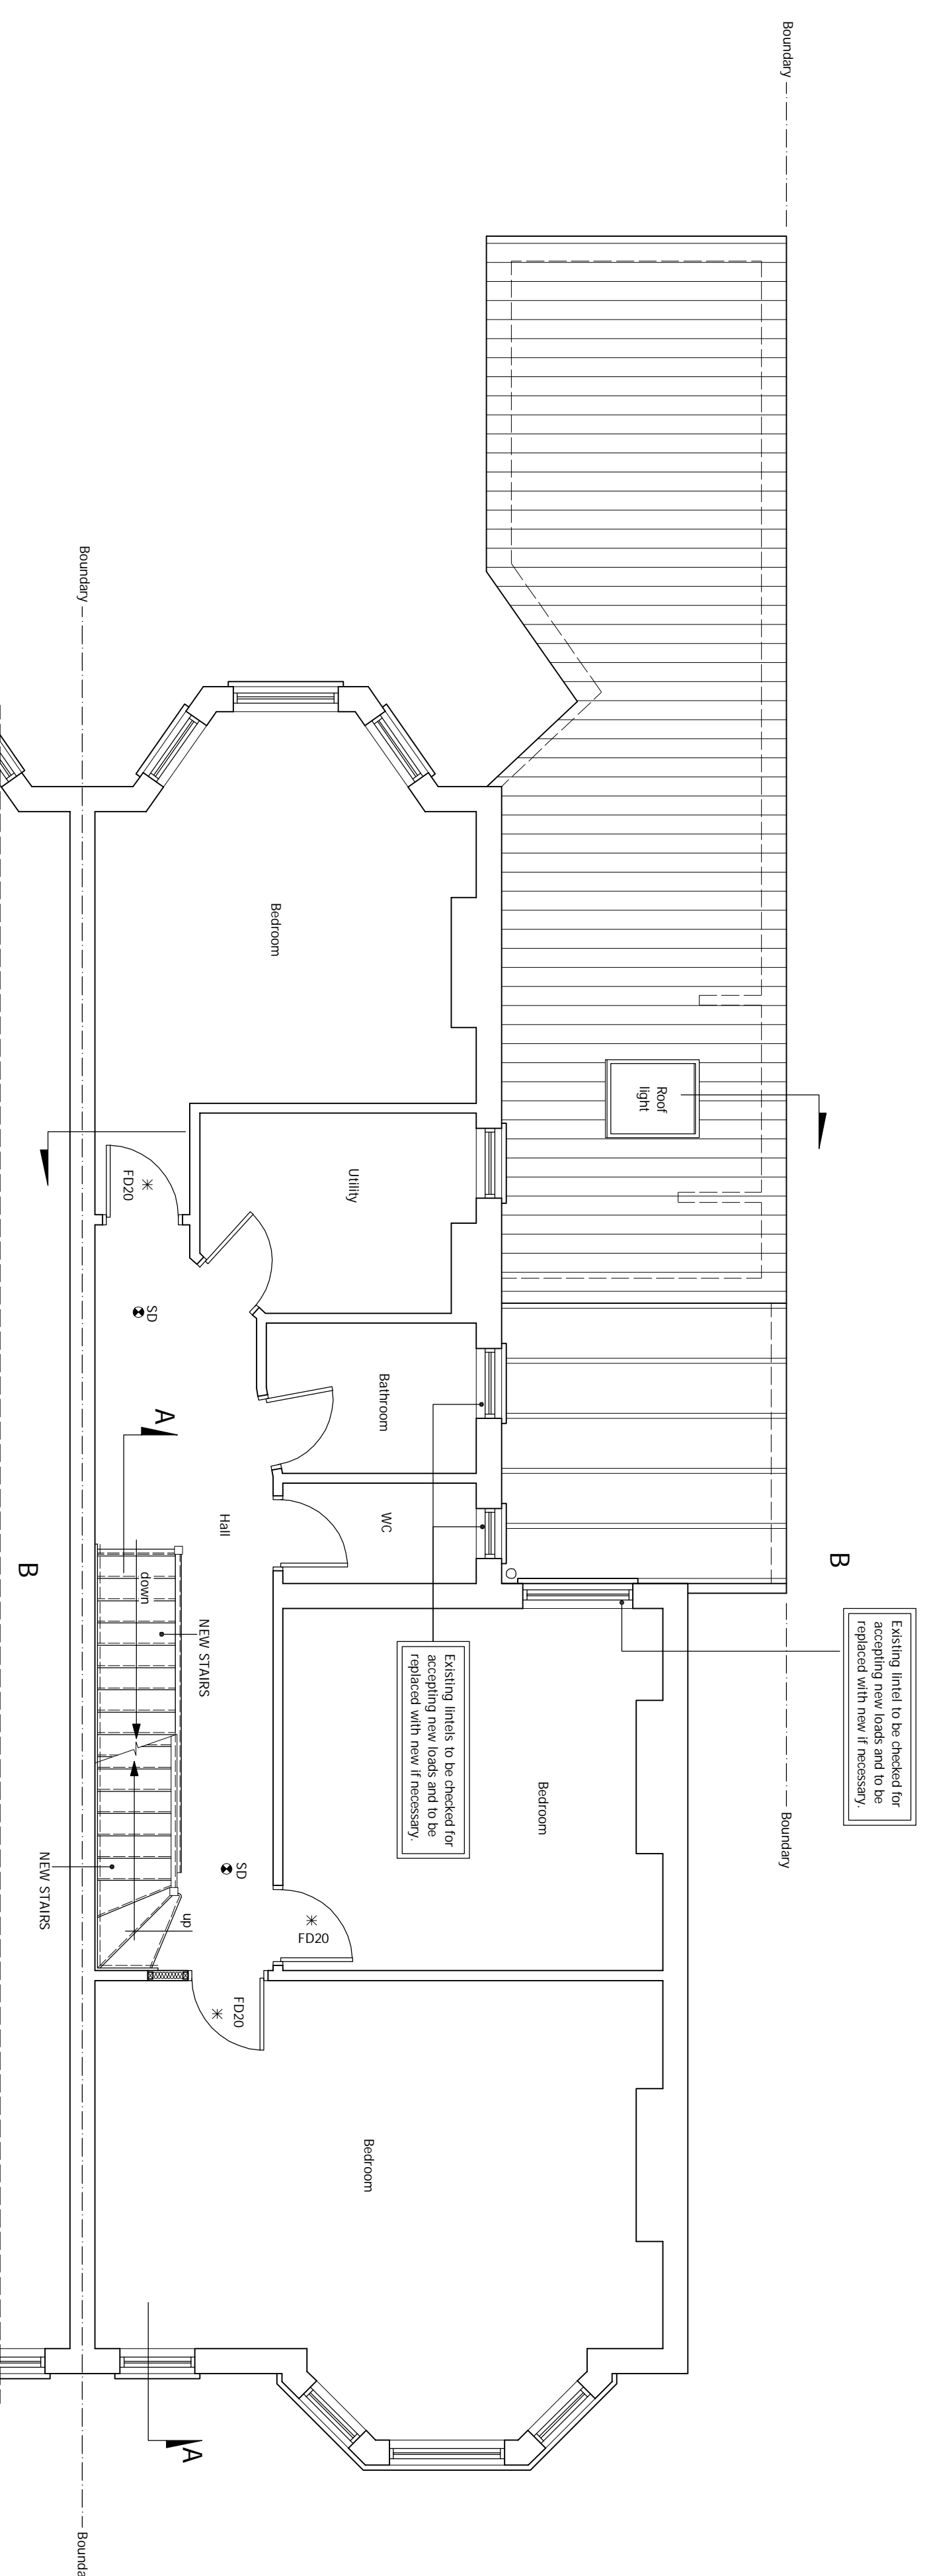 Boundary
Boundary
Roof
light
B
Existing lintel to be checked for
accepting new loads and to be
replaced with new if necessary.
Boundary
Bedroom
Utility
Bathroom
WC
Existing lintels to be checked for
accepting new loads and to be
replaced with new if necessary.
Bedroom
FD20
SD
A
Hall
down
NEW STAIRS
SD
FD20
up
FD20
Bedroom
B
NEW STAIRS
A